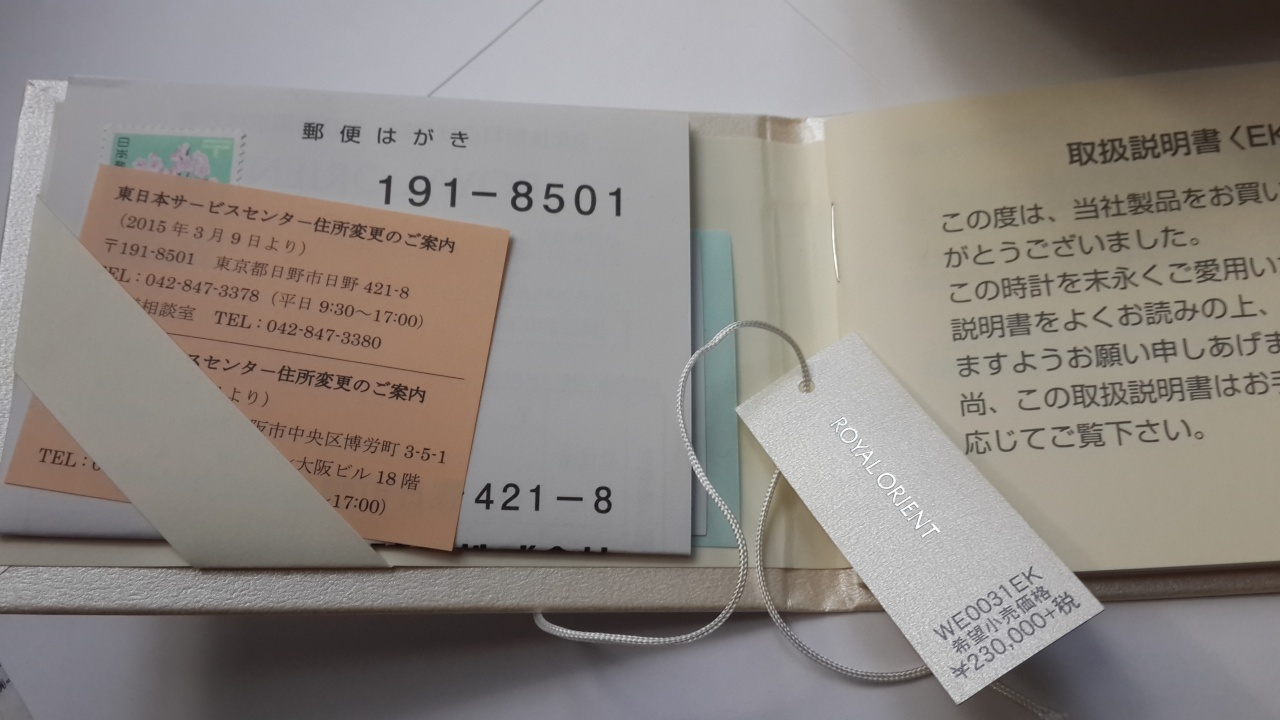 郵便はがき
日本
〒
191-8501
東日本サービスセンター住所変更のご案内
(2015年3月9日より)
〒191-8501 東京都日野市日野 421-8
TEL:042-847-3378 (平日 9:30~17:00)
相談室 TEL:042-847-3380
スセンター住所変更のご案内
より)
阪市中央区博労町 3-5-1
大阪ビル 18階
TEL:0
~17:00)
421-8
取扱説明書〈EK
この度は、当社製品をお買い
がとうございました。
この時計を末永くご愛用い
説明書をよくお読みの上、
ますようお願い申しあげま
尚、この取扱説明書はお手
応じてご覧下さい。
ROYAL ORIENT
WE0031EK
希望小売価格
¥230,000+税